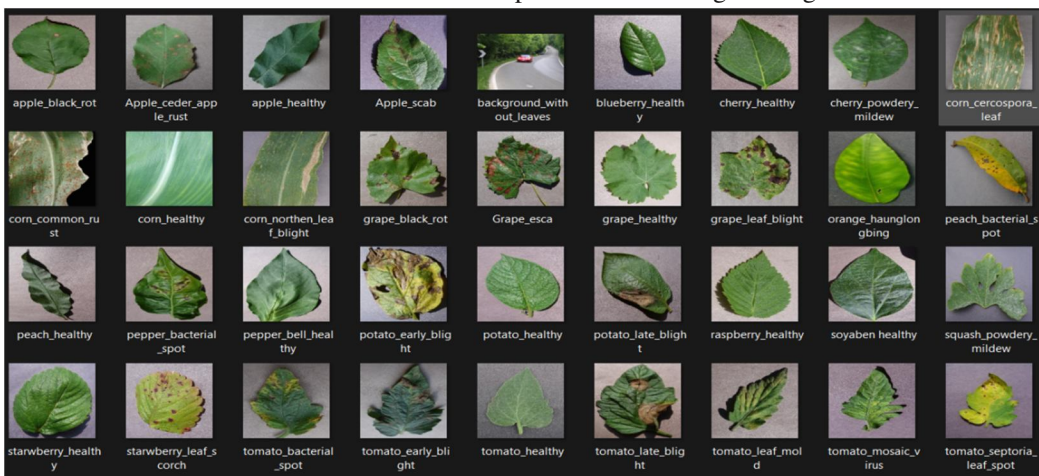 apple_black_rot
Apple_ceder_app
le_rust
apple_healthy
Apple_scab
background_with
out_leaves
blueberry_health
y
cherry_healthy
cherry_powdery_
mildew
corn_cercospora_
leaf
corn_common_ru
st
corn_healthy
corn_northen_lea
f_blight
grape_black_rot
Grape_esca
grape_healthy
grape_leaf_blight
orange_haunglon
gbing
peach_bacterial_s
pot
peach_healthy
pepper_bacterial
_spot
pepper_bell_heal
thy
potato_early_blig
ht
potato_healthy
potato_late_bligh
t
raspberry_healthy
soyaben healthy
squash_powdery_
mildew
starwberry_health
y
starwberry_leaf_s
corch
tomato_bacterial
_spot
tomato_early_bli
ght
tomato_healthy
tomato_late_blig
ht
tomato_leaf_mol
d
tomato_mosaic_v
irus
tomato_septoria_
leaf_spot